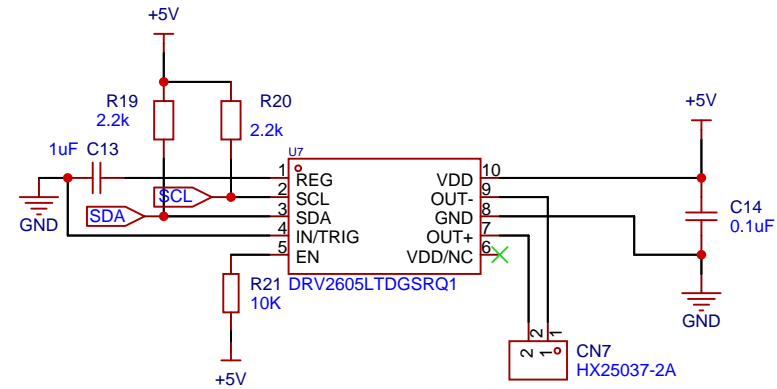 +5V
R19
2.2k
R20
2.2k
+5V
1uF C13
U7
1 REG VDD 10
2 SCL OUT- 9
3 SDA GND 8
4 IN/TRIG OUT+ 7
5 EN VDD/NC 6
SCL
SDA
GND
C14
0.1uF
R21
10K
DRV2605LTDGSRQ1
GND
+5V
2 1
2 1
CN7
HX25037-2A